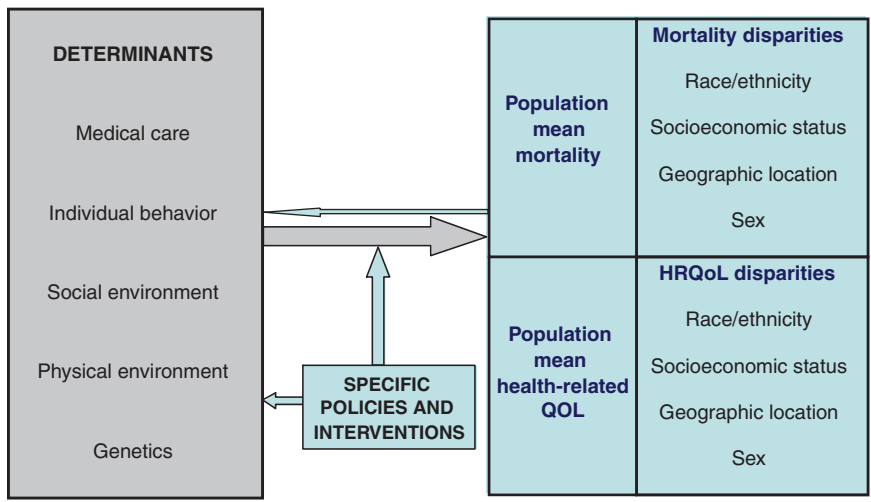 DETERMINANTS
Medical care
Individual behavior
Social environment
Physical environment
Genetics
SPECIFIC
POLICIES AND
INTERVENTIONS
Population
mean
mortality
Mortality disparities
Race/ethnicity
Socioeconomic status
Geographic location
Sex
Population
mean
health-related
QOL
HRQoL disparities
Race/ethnicity
Socioeconomic status
Geographic location
Sex